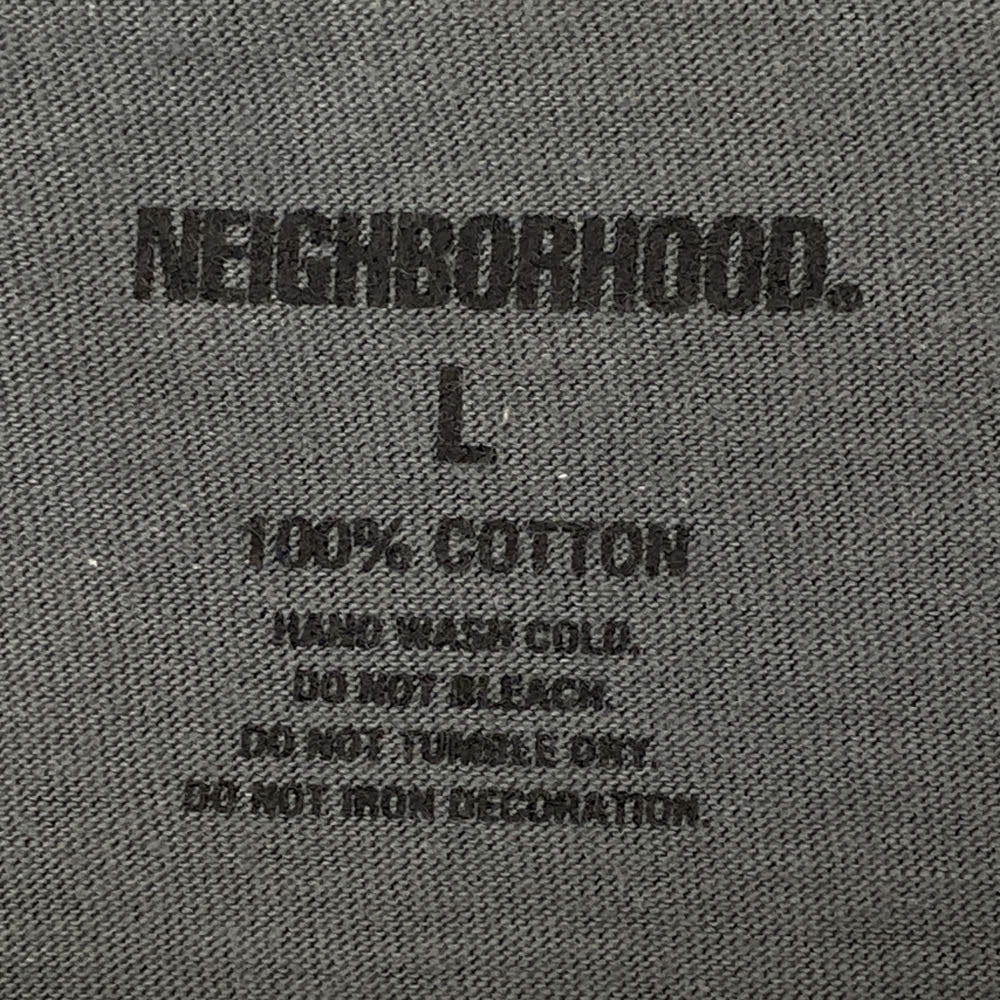 NEIGHBORHOOD®
L
100% COTTON
HAND WASH COLD.
DO NOT BLEACH.
DO NOT TUMBLE DRY.
DO NOT IRON DECORATION.